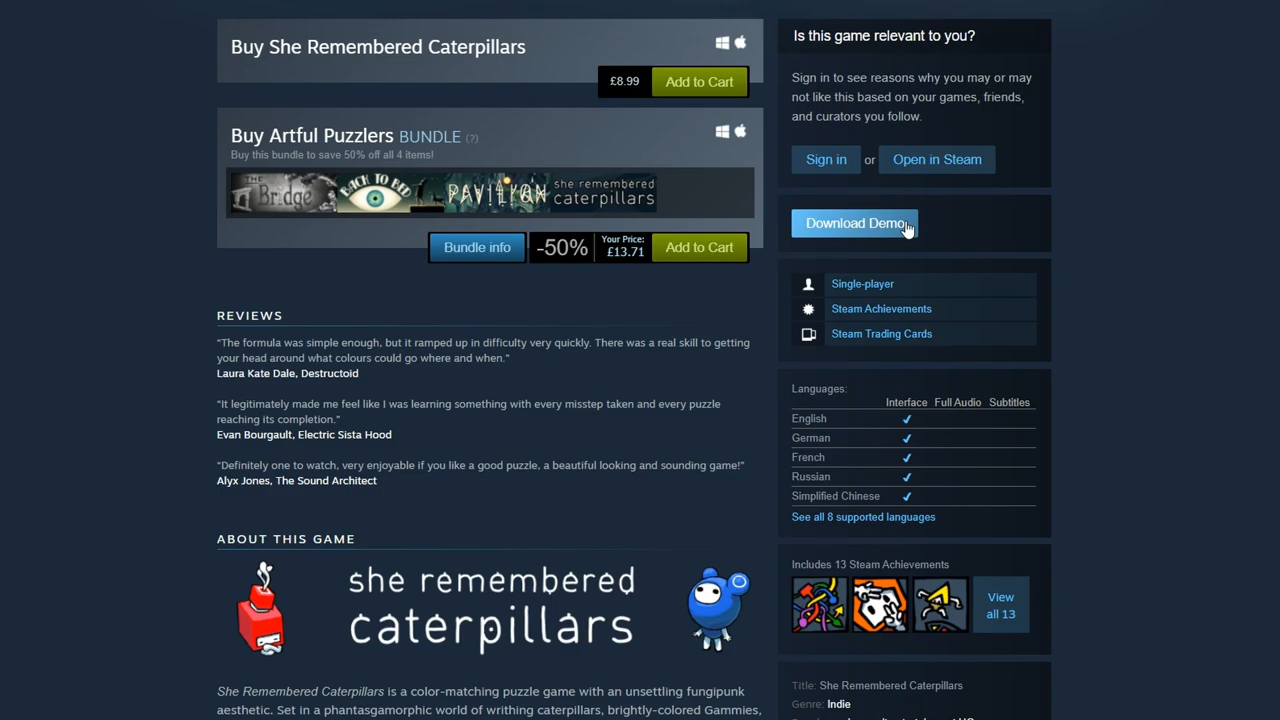 Buy She Remembered Caterpillars
£8.99
Add to Cart
Buy Artful Puzzlers BUNDLE (?)
Buy this bundle to save 50% off all 4 items!
THE Bridge
BACK TO BED
PAVILION
she remembered
caterpillars
Bundle info
-50%
Your Price:
£13.71
Add to Cart
REVIEWS
“The formula was simple enough, but it ramped up in difficulty very quickly. There was a real skill to getting
your head around what colours could go where and when.”
Laura Kate Dale, Destructoid
“It legitimately made me feel like I was learning something with every misstep taken and every puzzle
reaching its completion.”
Evan Bourgault, Electric Sista Hood
“Definitely one to watch, very enjoyable if you like a good puzzle, a beautiful looking and sounding game!”
Alyx Jones, The Sound Architect
ABOUT THIS GAME
she remembered
caterpillars
She Remembered Caterpillars is a color-matching puzzle game with an unsettling fungipunk
aesthetic. Set in a phantasgamorphic world of writhing caterpillars, brightly-colored Gammies,
Is this game relevant to you?
Sign in to see reasons why you may or may
not like this based on your games, friends,
and curators you follow.
Sign in or Open in Steam
Download Demo
Single-player
Steam Achievements
Steam Trading Cards
Languages:
Interface Full Audio Subtitles
English
German
French
Russian
Simplified Chinese
See all 8 supported languages
Includes 13 Steam Achievements
View
all 13
Title: She Remembered Caterpillars
Genre: Indie